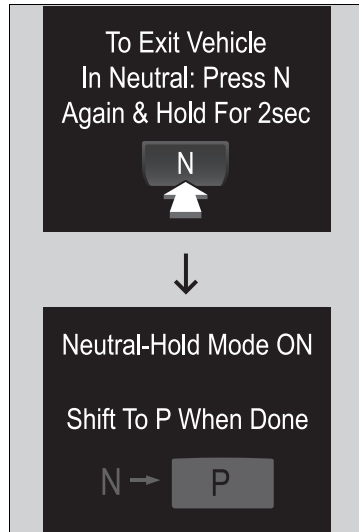 To Exit Vehicle
In Neutral: Press N
Again & Hold For 2sec
N
Neutral-Hold Mode ON
Shift To P When Done
N → P